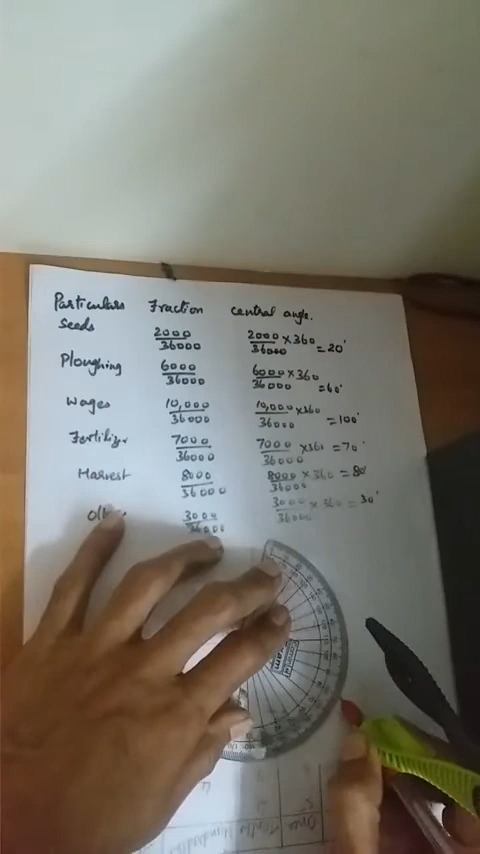 Particulars Fraction central angle.
Seeds 2000/36000 2000/36000 ×360 = 20°
Ploughing 6000/36000 6000/36000 ×360 = 60°
Wages 10,000/36000 10,000/36000 ×360 = 100°
Fertilizer 7000/36000 7000/36000 ×360 = 70°
Harvest 8000/36000 8000/36000 × 360 = 80°
3000/36000 3000/36000 × 360 = 30°